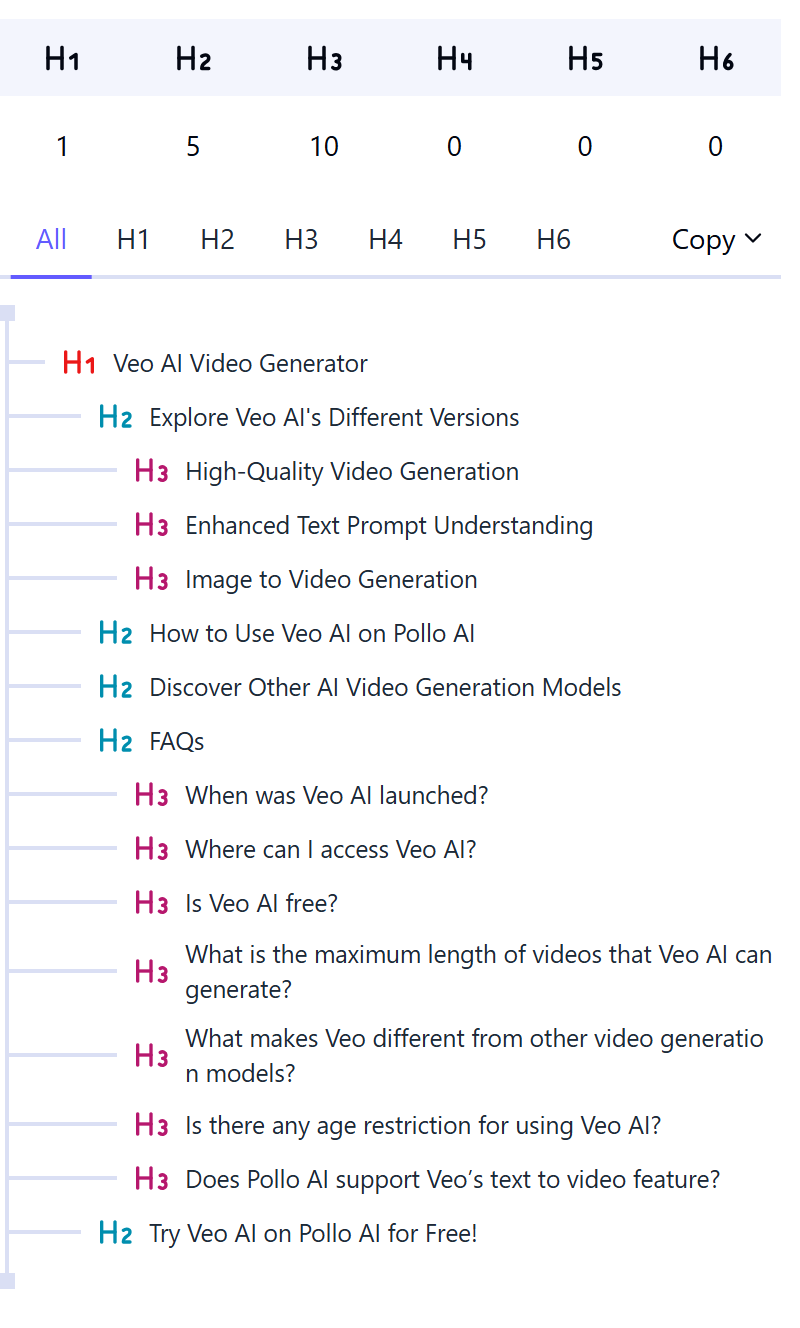 H1 H2 H3 H4 H5 H6
1 5 10 0 0 0
All H1 H2 H3 H4 H5 H6 Copy
H1 Veo AI Video Generator
H2 Explore Veo AI's Different Versions
H3 High-Quality Video Generation
H3 Enhanced Text Prompt Understanding
H3 Image to Video Generation
H2 How to Use Veo AI on Pollo AI
H2 Discover Other AI Video Generation Models
H2 FAQs
H3 When was Veo AI launched?
H3 Where can I access Veo AI?
H3 Is Veo AI free?
H3 What is the maximum length of videos that Veo AI can
generate?
H3 What makes Veo different from other video generatio
n models?
H3 Is there any age restriction for using Veo AI?
H3 Does Pollo AI support Veo’s text to video feature?
H2 Try Veo AI on Pollo AI for Free!